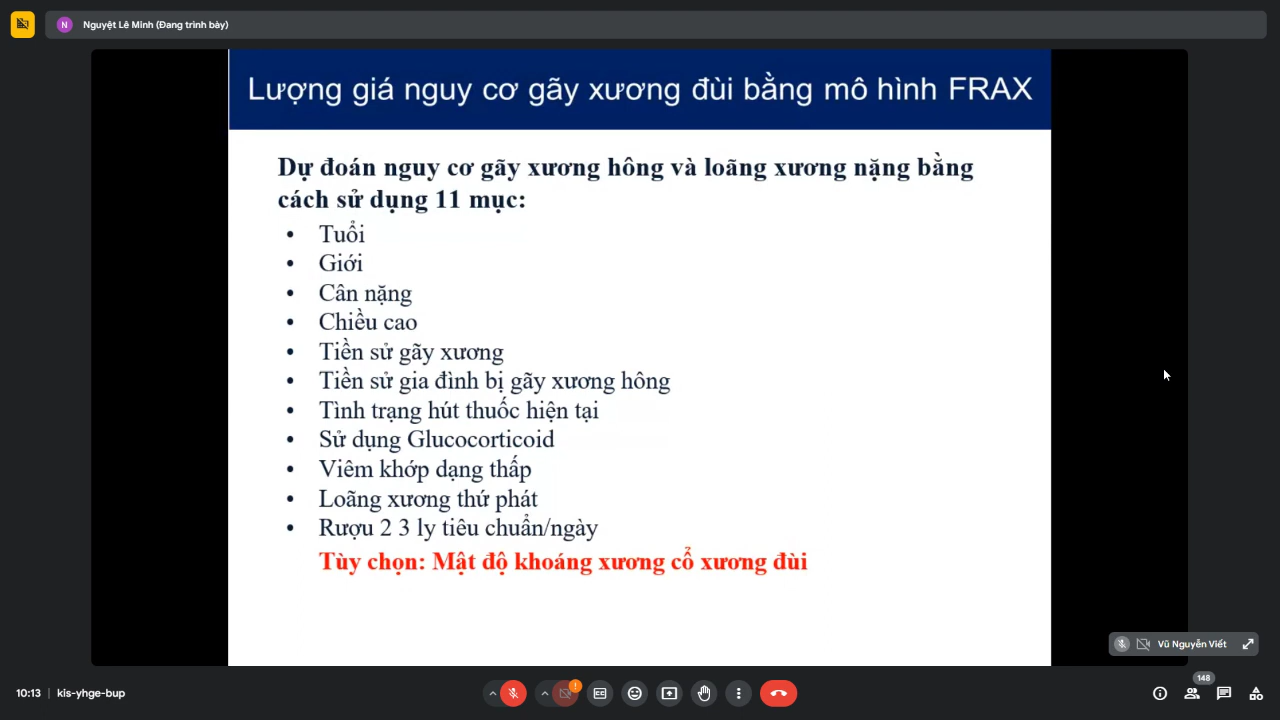 N
Nguyệt Lê Minh (Đang trình bày)
Lượng giá nguy cơ gãy xương đùi bằng mô hình FRAX
Dự đoán nguy cơ gãy xương hông và loãng xương nặng bằng
cách sử dụng 11 mục:
• Tuổi
• Giới
• Cân nặng
• Chiều cao
• Tiền sử gãy xương
• Tiền sử gia đình bị gãy xương hông
• Tình trạng hút thuốc hiện tại
• Sử dụng Glucocorticoid
• Viêm khớp dạng thấp
• Loãng xương thứ phát
• Rượu 2 3 ly tiêu chuẩn/ngày
Tùy chọn: Mật độ khoáng xương cổ xương đùi
Vũ Nguyễn Viết
10:13 | kis-yhge-bup
148